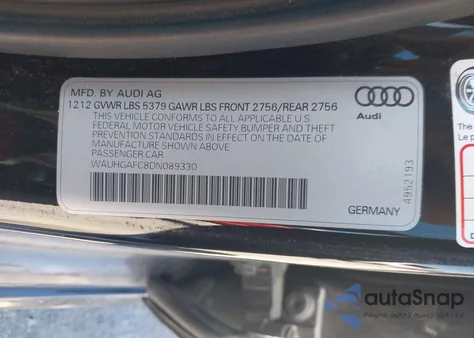 MFD. BY AUDI AG
1212 GVWR LBS 5379 GAWR LBS FRONT 2756/REAR 2756
THIS VEHICLE CONFORMS TO ALL APPLICABLE U.S
FEDERAL MOTOR VEHICLE SAFETY BUMPER AND THEFT
PREVENTION STANDARDS IN EFFECT ON THE DATE OF
MANUFACTURE SHOWN ABOVE
PASSENGER CAR
WAUHGAFC8DN089330
Audi
4952193
GERMANY
Le p
autoSnap